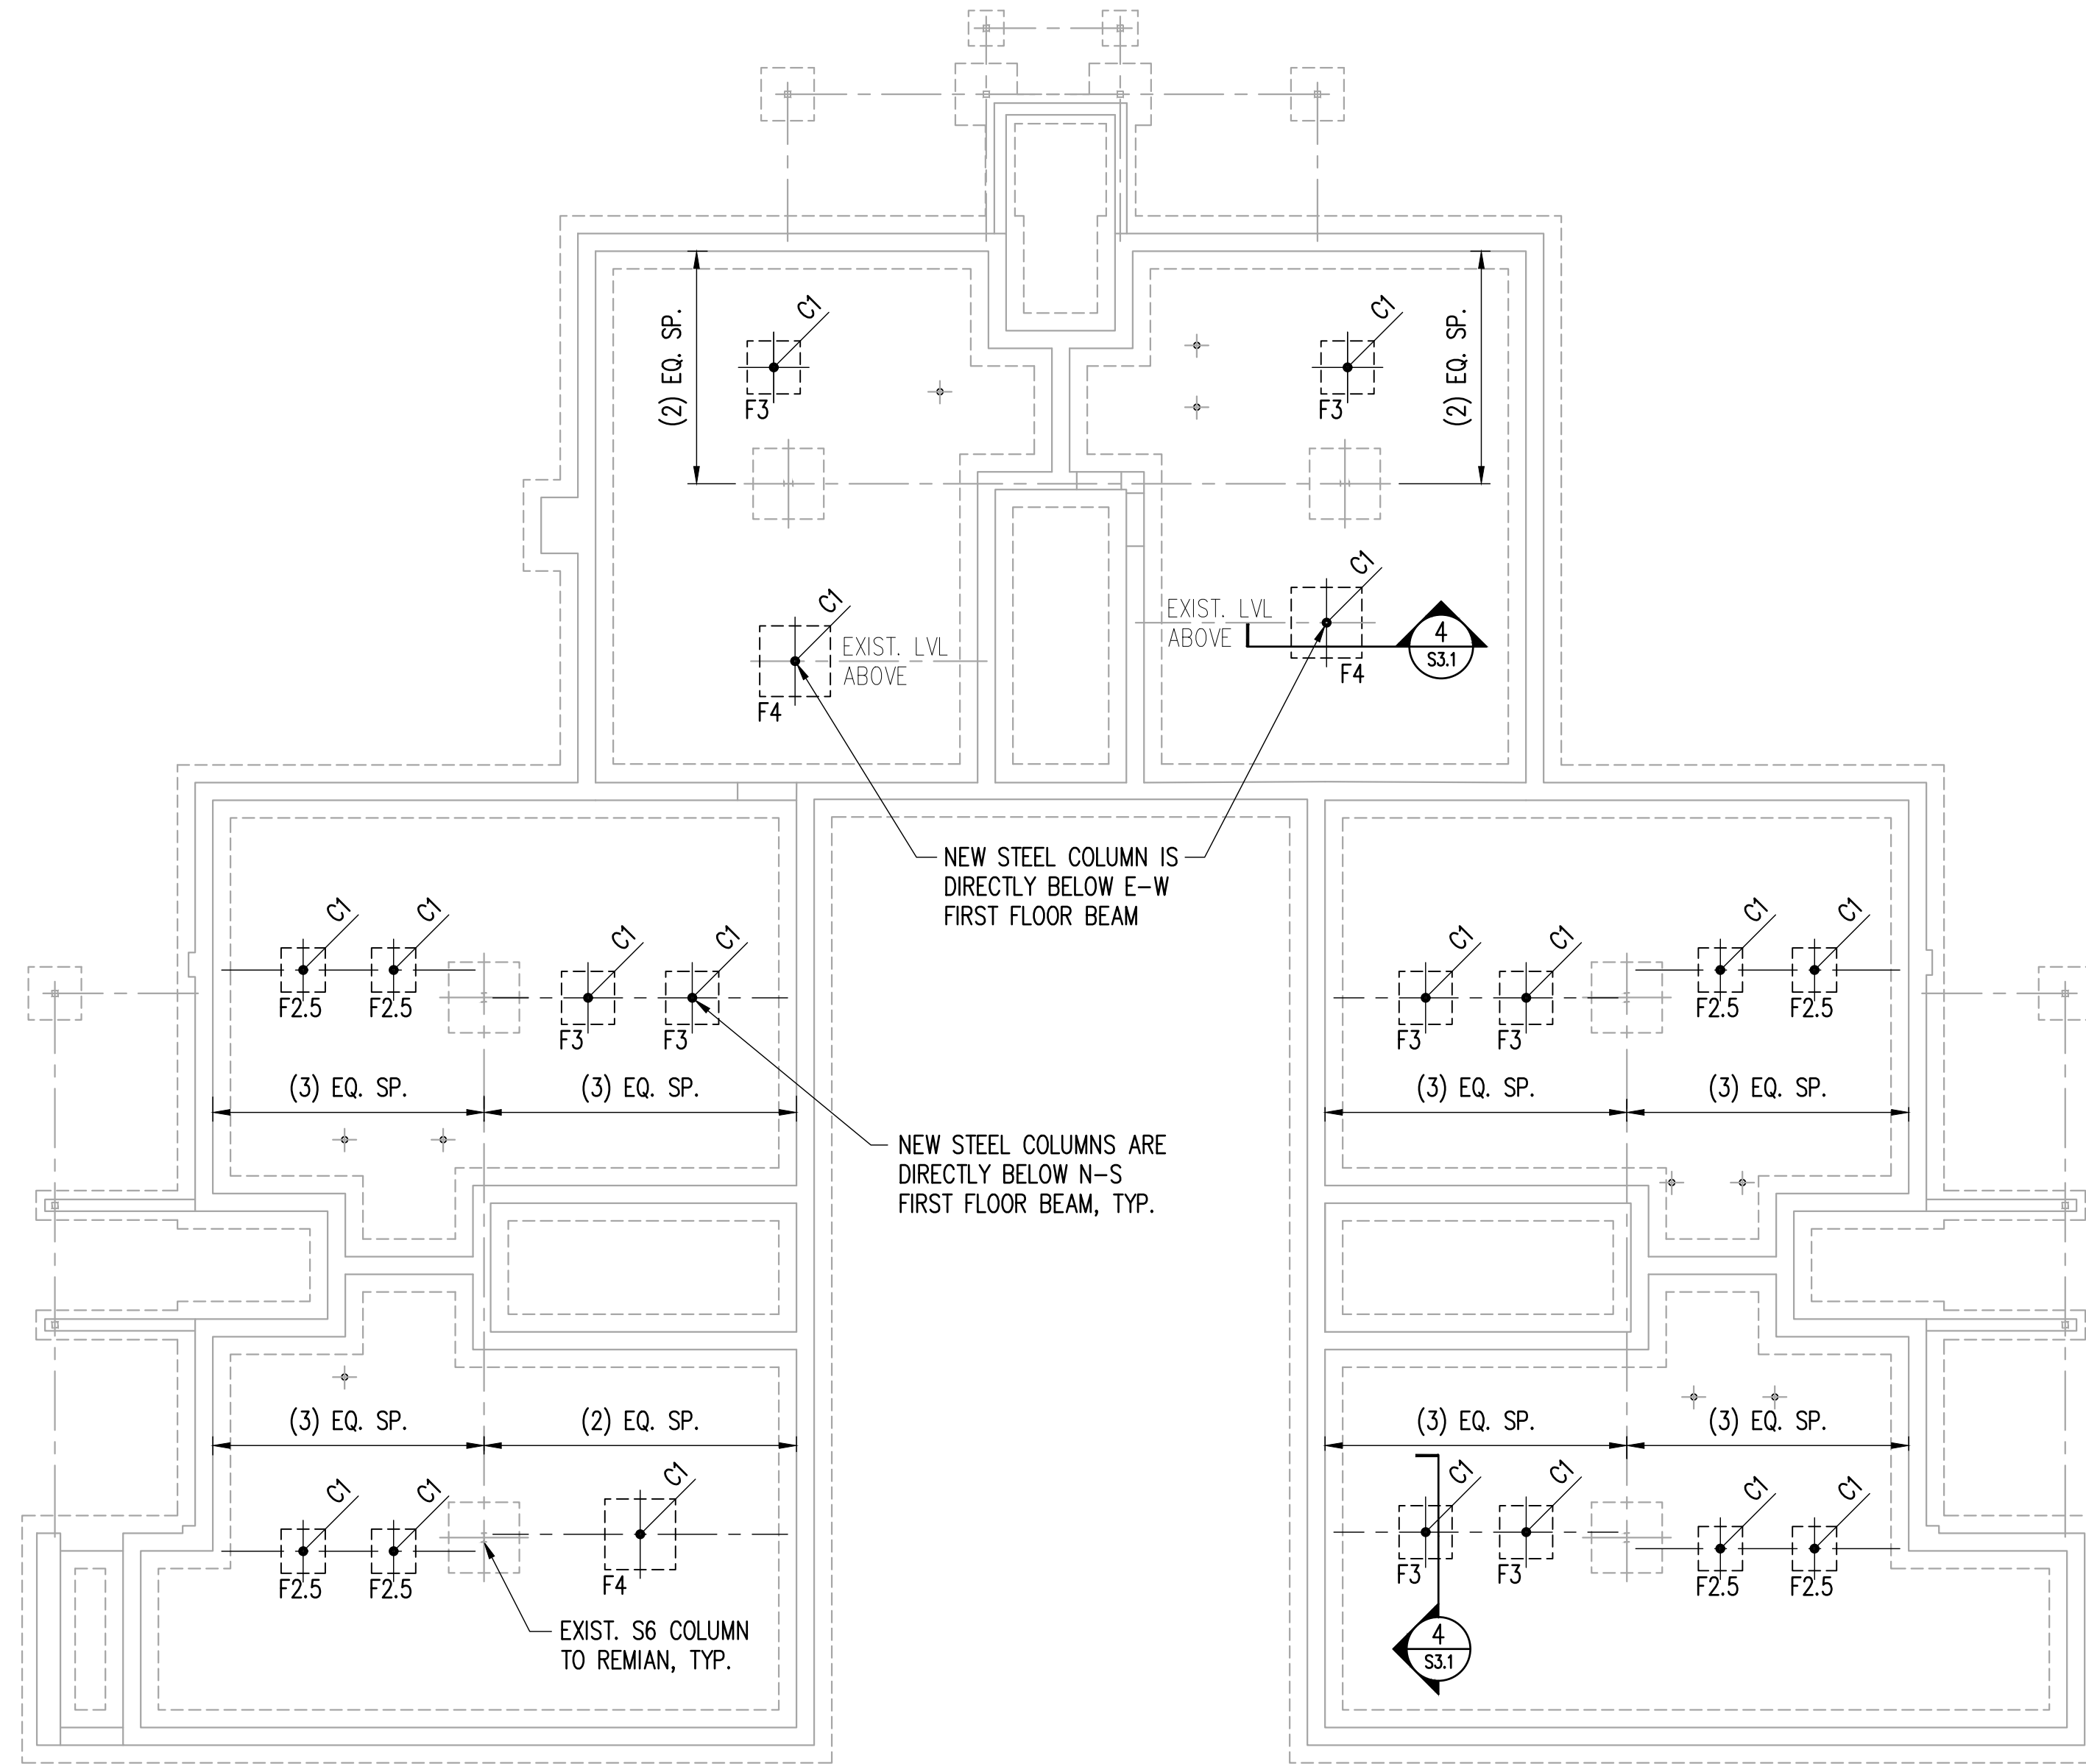 C1
C1
(2) EQ. SP.
(2) EQ. SP.
F3
F3
C1
C1
EXIST. LVL
ABOVE
EXIST. LVL
ABOVE
4
S3.1
F4
F4
NEW STEEL COLUMN IS
DIRECTLY BELOW E-W
FIRST FLOOR BEAM
C1
C1
C1
C1
C1
C1
C1
C1
F2.5
F2.5
F3
F3
F3
F3
F2.5
F2.5
(3) EQ. SP.
(3) EQ. SP.
(3) EQ. SP.
(3) EQ. SP.
NEW STEEL COLUMNS ARE
DIRECTLY BELOW N-S
FIRST FLOOR BEAM, TYP.
(3) EQ. SP.
(2) EQ. SP.
(3) EQ. SP.
(3) EQ. SP.
C1
C1
C1
C1
C1
C1
C1
F2.5
F2.5
F4
F3
F3
F2.5
F2.5
EXIST. S6 COLUMN
TO REMIAN, TYP.
4
S3.1